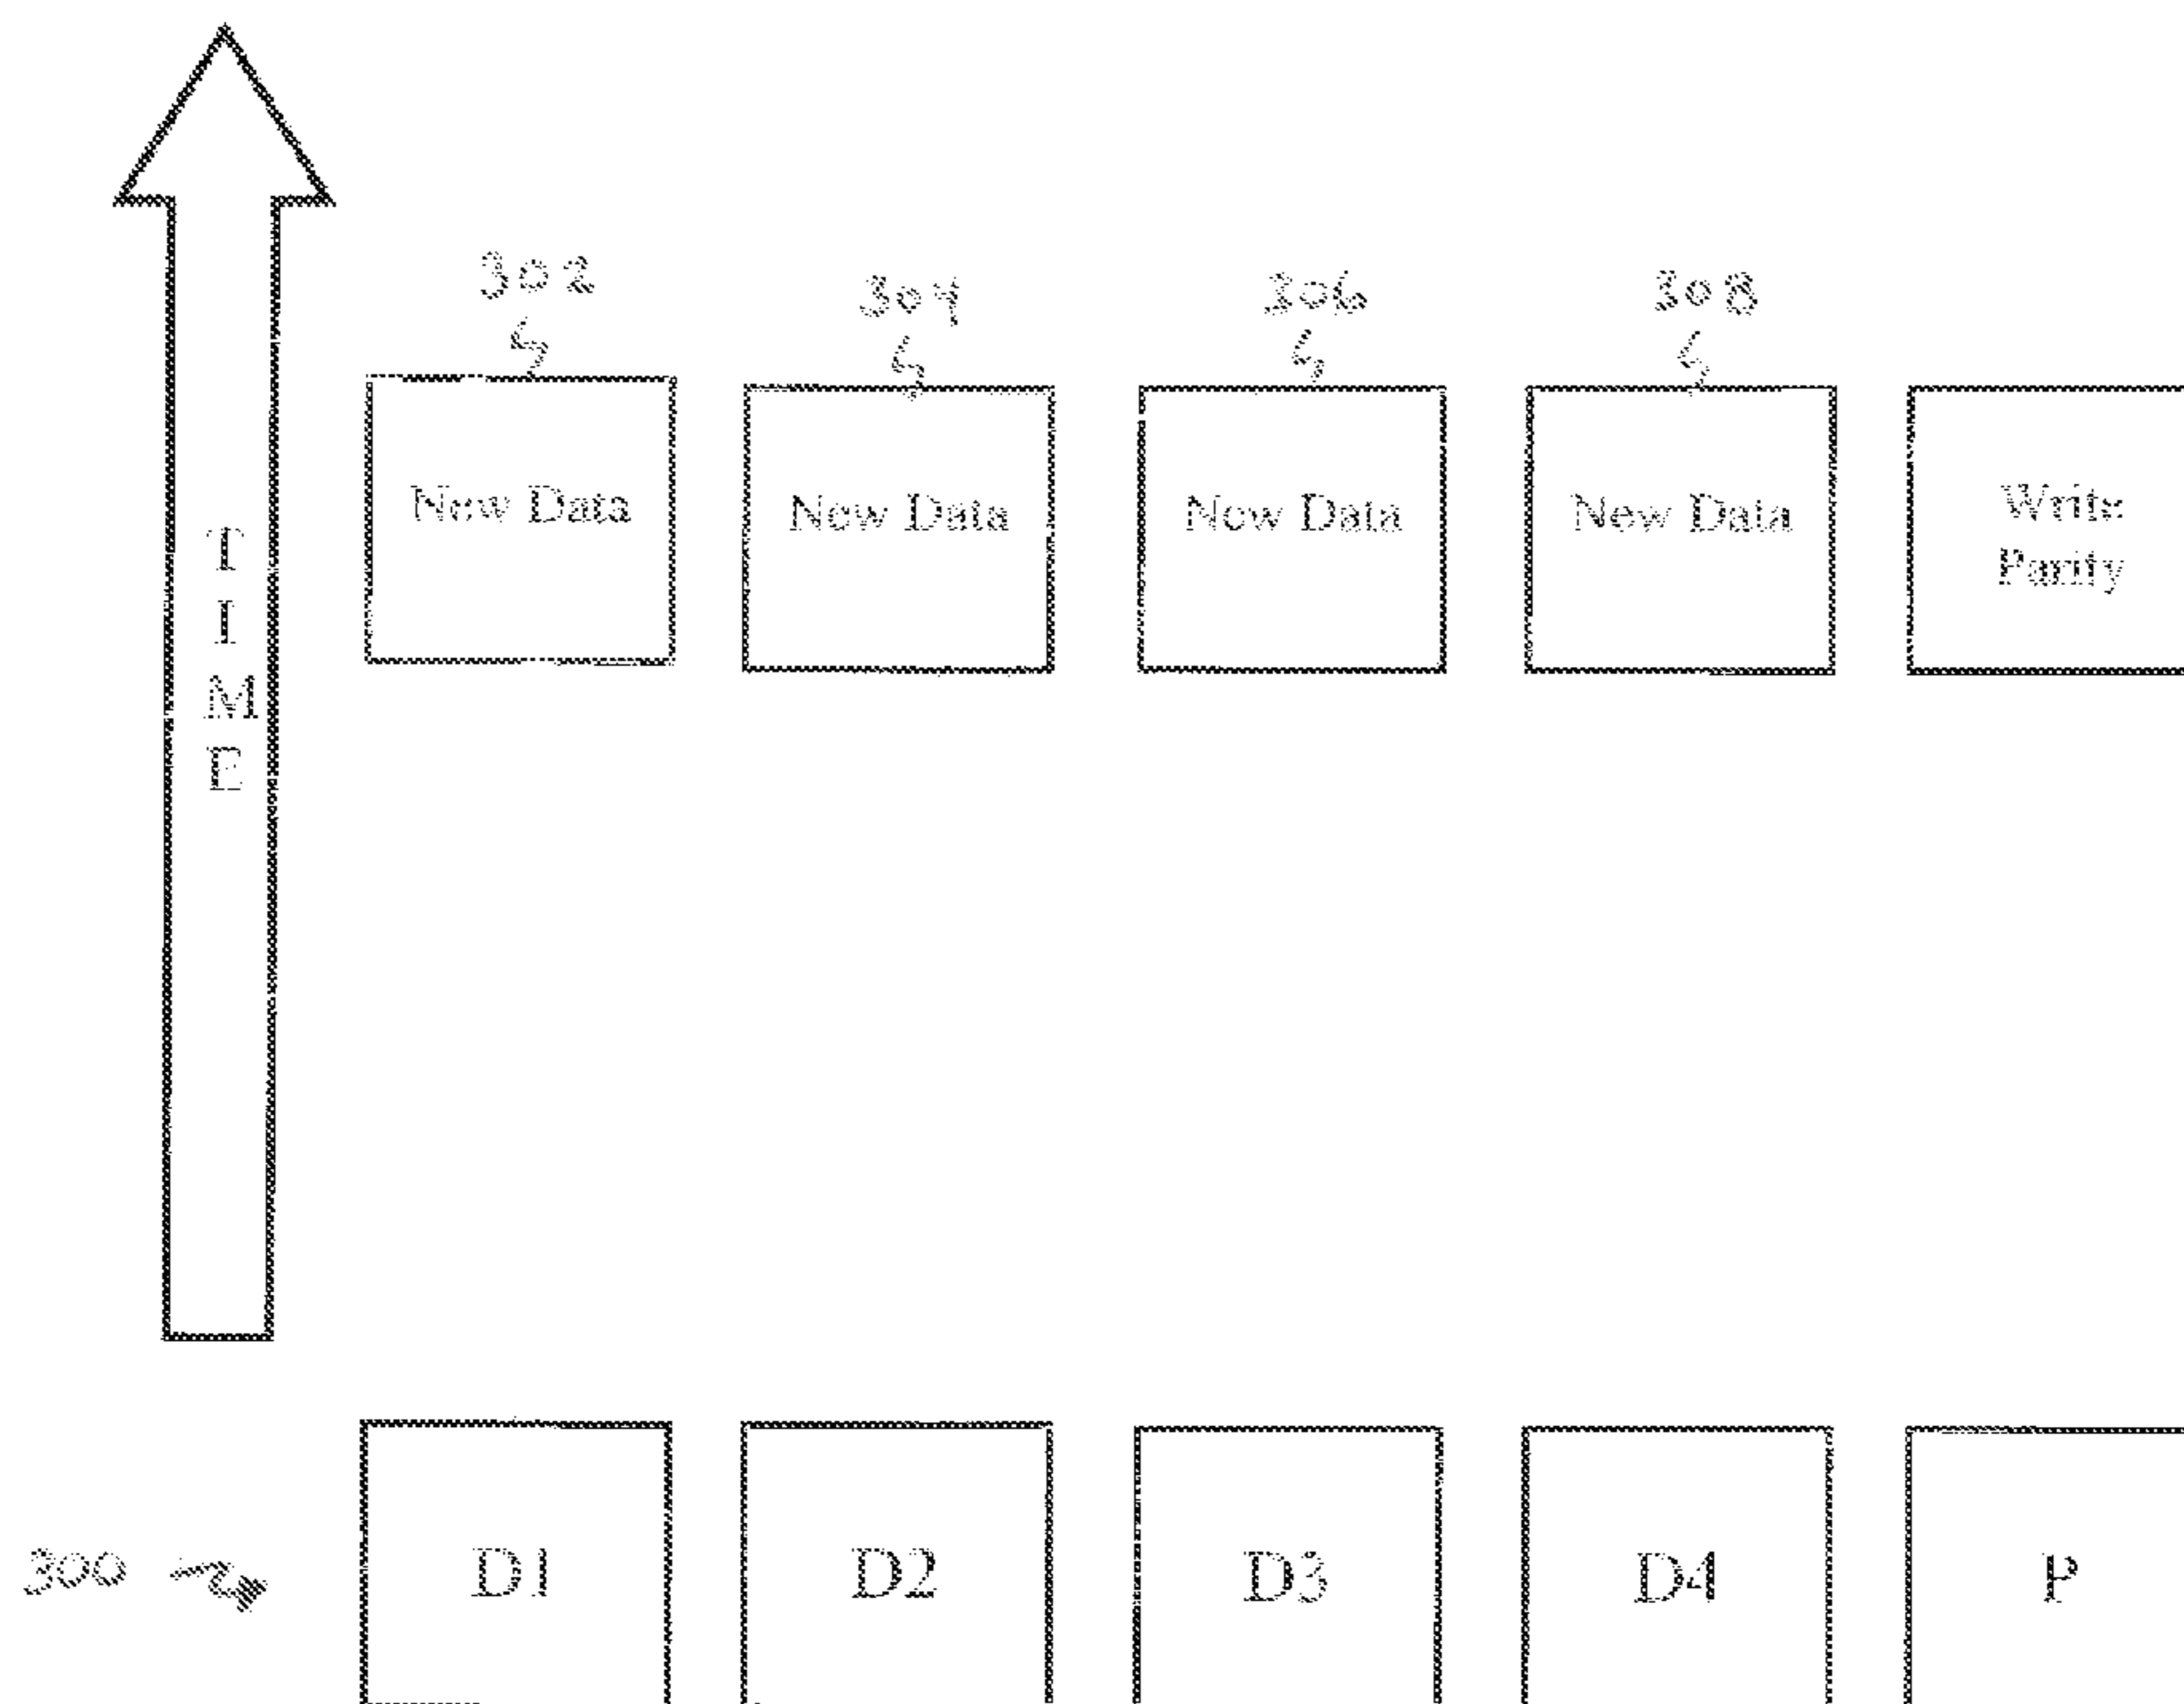 302
304
306
308
New Data
New Data
New Data
New Data
Write
Parity
T
I
M
E
300
D1
D2
D3
D4
P